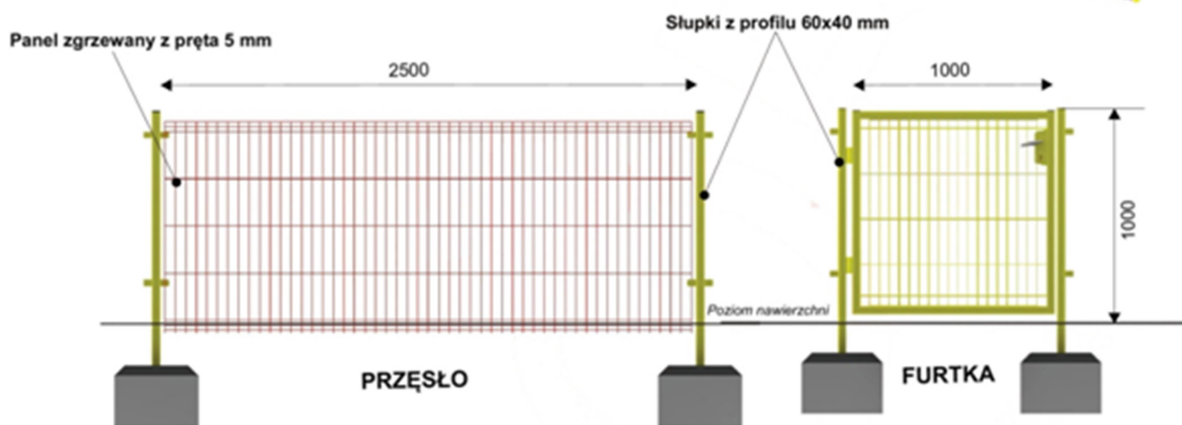 Słupki z profilu 60x40 mm
Panel zgrzewany z pręta 5 mm
2500
1000
1000
Poziom nawierzchni
PRZĘSŁO
FURTKA